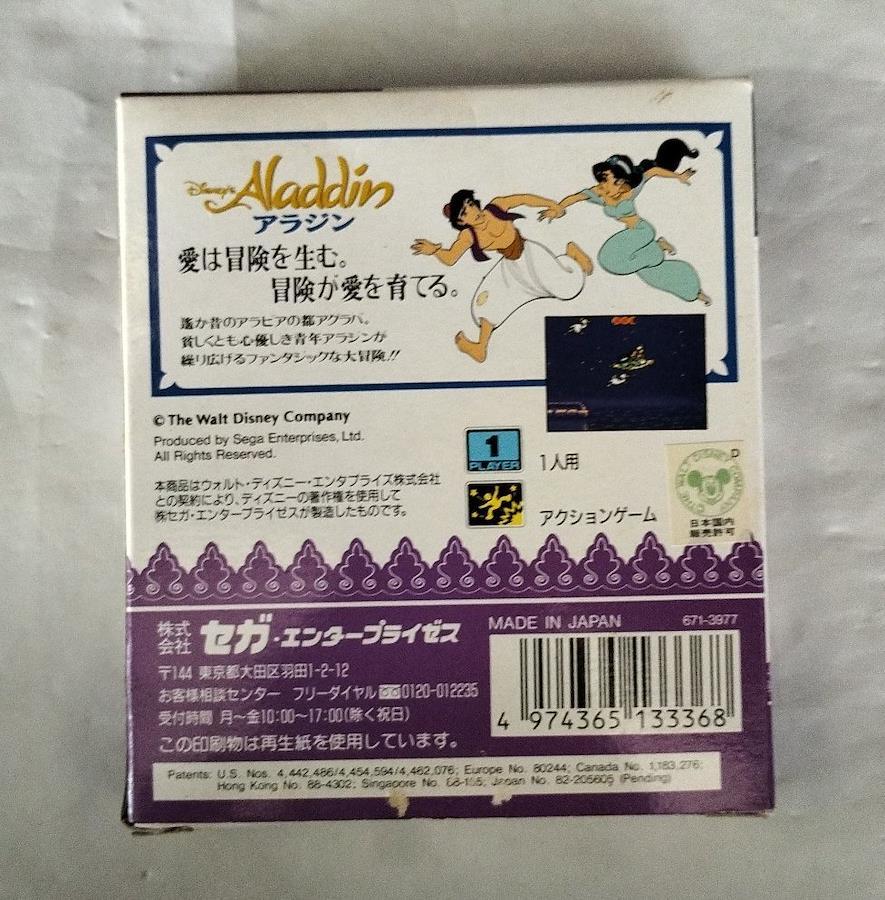 Disney's Aladdin
アラジン
愛は冒険を生む。
冒険が愛を育てる。
遙か昔のアラビアの都アグラバ。
貧しくとも心優しき青年アラジンが
繰り広げるファンタジックな大冒険!!
© The Walt Disney Company
Produced by Sega Enterprises, Ltd.
All Rights Reserved.
本商品はウォルト・ディズニー・エンタプライズ株式会社
との契約により、ディズニーの著作権を使用して
㈱セガ・エンタープライゼスが製造したものです。
1
PLAYER
1人用
アクションゲーム
D
THE WALT DISNEY COMPANY
日本国内
販売許可
株式会社 セガ・エンタープライゼス
〒144 東京都大田区羽田1-2-12
お客様相談センター フリーダイヤル 0120-012235
受付時間 月〜金10:00〜17:00(除く祝日)
この印刷物は再生紙を使用しています。
MADE IN JAPAN 671-3977
4 974365 133368
Patents: U.S. Nos. 4,442,486/4,454,594/4,462,076; Europe No. 80244; Canada No. 1,183,276;
Hong Kong No. 88-4302; Singapore No. 88-155; Japan No. 82-205605 (Pending)